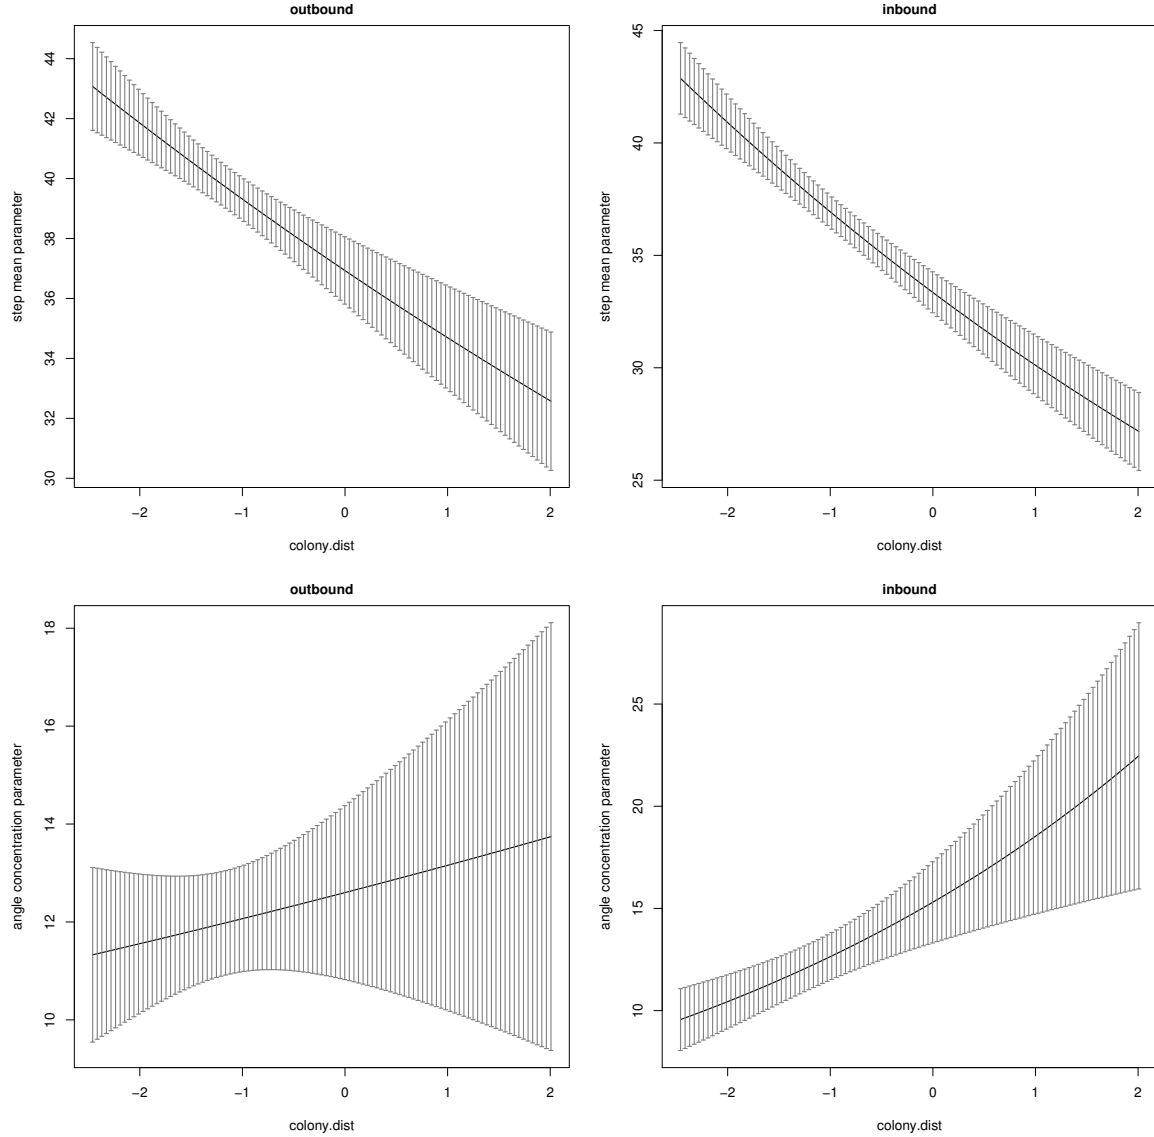 outbound
step mean parameter
44
42
40
38
36
34
32
30
−2 −1 0 1 2
colony.dist
inbound
step mean parameter
45
40
35
30
25
−2 −1 0 1 2
colony.dist
outbound
angle concentration parameter
18
16
14
12
10
−2 −1 0 1 2
colony.dist
inbound
angle concentration parameter
25
20
15
10
−2 −1 0 1 2
colony.dist